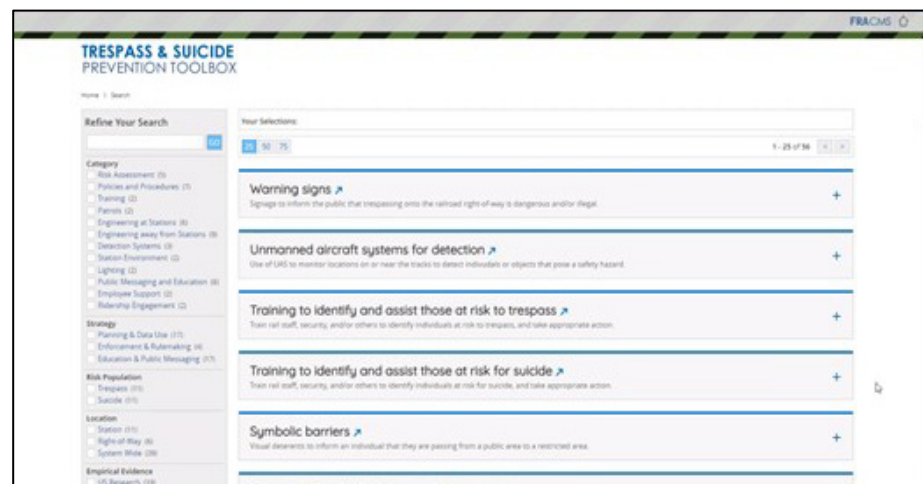 FRACMS
TRESPASS & SUICIDE
PREVENTION TOOLBOX
Home > Search
Refine Your Search
GO
Category
Risk Assessment (5)
Policies and Procedures (7)
Training (2)
Patrols (2)
Engineering at Stations (6)
Engineering away from Stations (9)
Detection Systems (3)
Station Environment (2)
Lighting (2)
Public Messaging and Education (8)
Employee Support (2)
Ridership Engagement (2)
Strategy
Planning & Data Use (17)
Enforcement & Rulemaking (4)
Education & Public Messaging (17)
Risk Population
Trespass (11)
Suicide (11)
Location
Station (11)
Right-of-Way (6)
System Wide (28)
Empirical Evidence
US Research
Your Selections:
25 50 75
1 - 25 of 56 < >
Warning signs
Signage to inform the public that trespassing onto the railroad right-of-way is dangerous and/or illegal.
+
Unmanned aircraft systems for detection
Use of UAS to monitor locations on or near the tracks to detect individuals or objects that pose a safety hazard.
+
Training to identify and assist those at risk to trespass
Train rail staff, security, and/or others to identify individuals at risk to trespass, and take appropriate action.
+
Training to identify and assist those at risk for suicide
Train rail staff, security, and/or others to identify individuals at risk for suicide, and take appropriate action.
+
Symbolic barriers
Visual deterrents to inform an individual that they are passing from a public area to a restricted area.
+